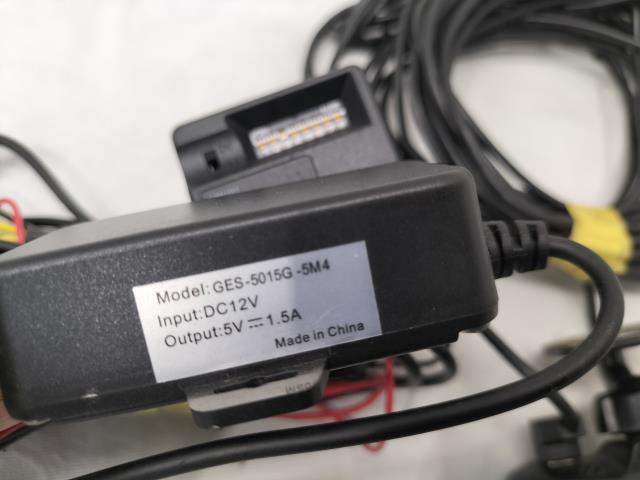 Model:GES-5015G-5M4
Input:DC12V
Output:5V⎓1.5A
Made in China